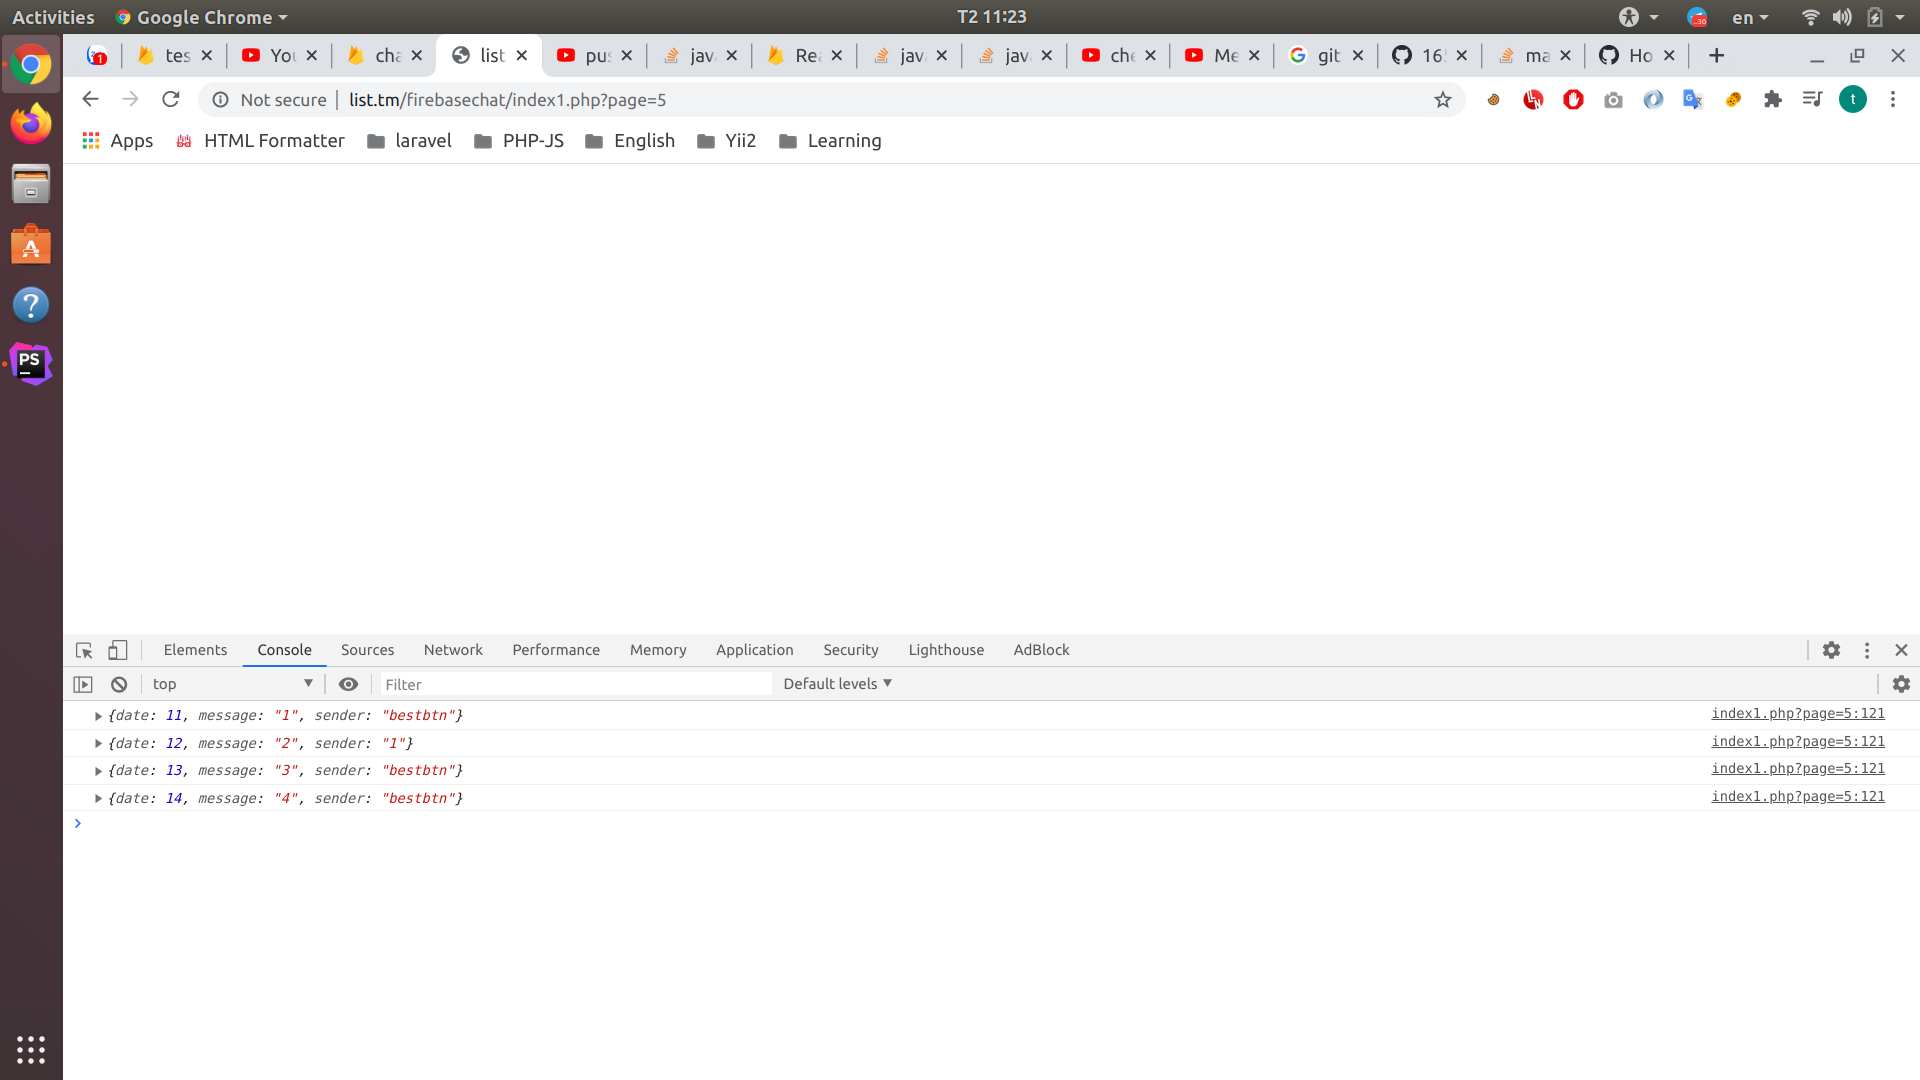 Activities Google Chrome T2 11:23 en
tes You cha list pus java Rea java java che Me git 16 ma Ho
Not secure list.tm/firebasechat/index1.php?page=5
Apps HTML Formatter laravel PHP-JS English Yii2 Learning
Elements Console Sources Network Performance Memory Application Security Lighthouse AdBlock
top Filter Default levels
{date: 11, message: "1", sender: "bestbtn"} index1.php?page=5:121
{date: 12, message: "2", sender: "1"} index1.php?page=5:121
{date: 13, message: "3", sender: "bestbtn"} index1.php?page=5:121
{date: 14, message: "4", sender: "bestbtn"} index1.php?page=5:121